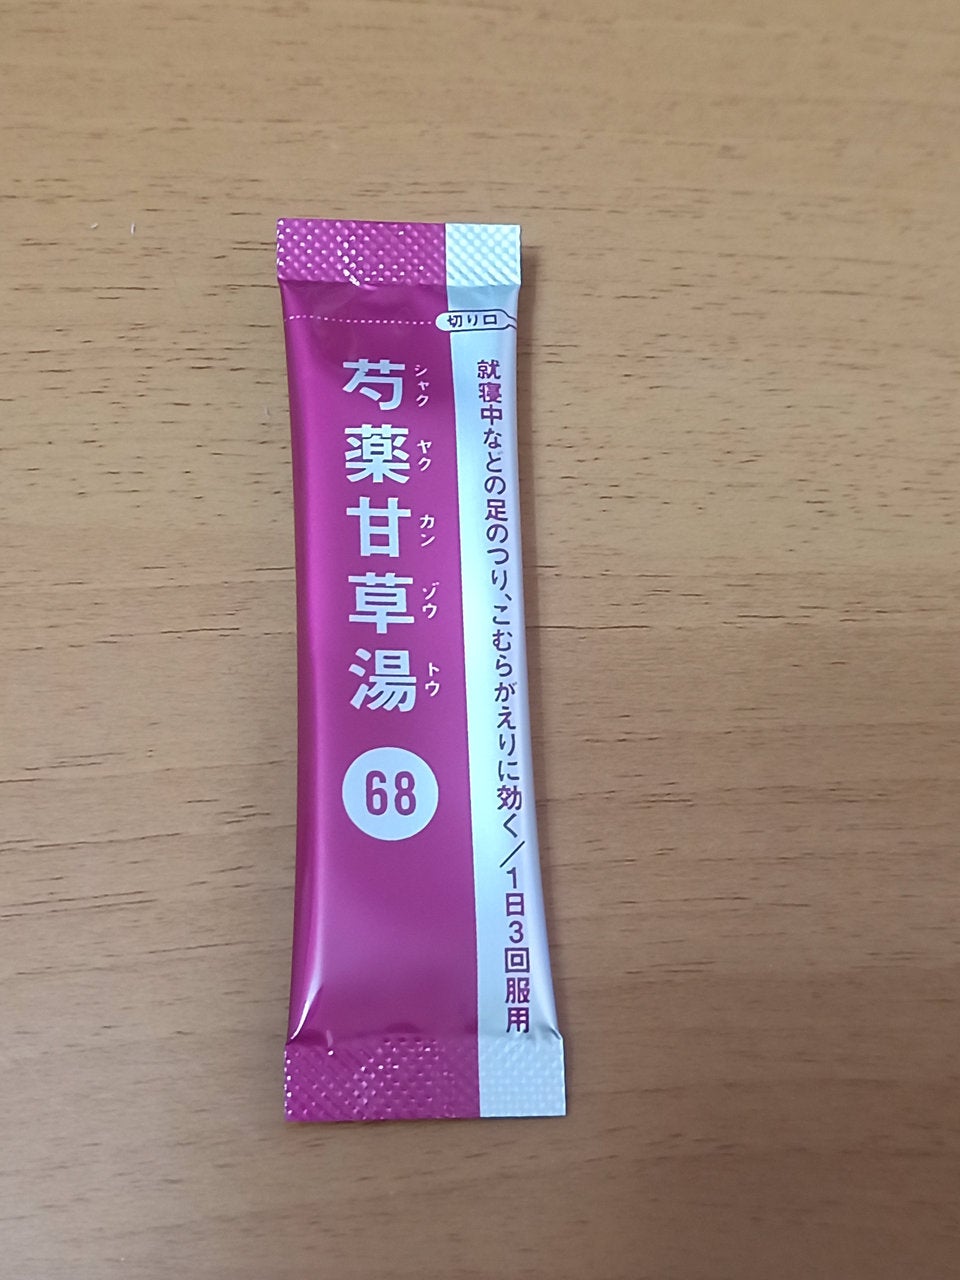 切り口
就寝中などの足のつり、こむらがえりに効く/1日3回服用
芍薬甘草湯
シャクヤクカンゾウトウ
68